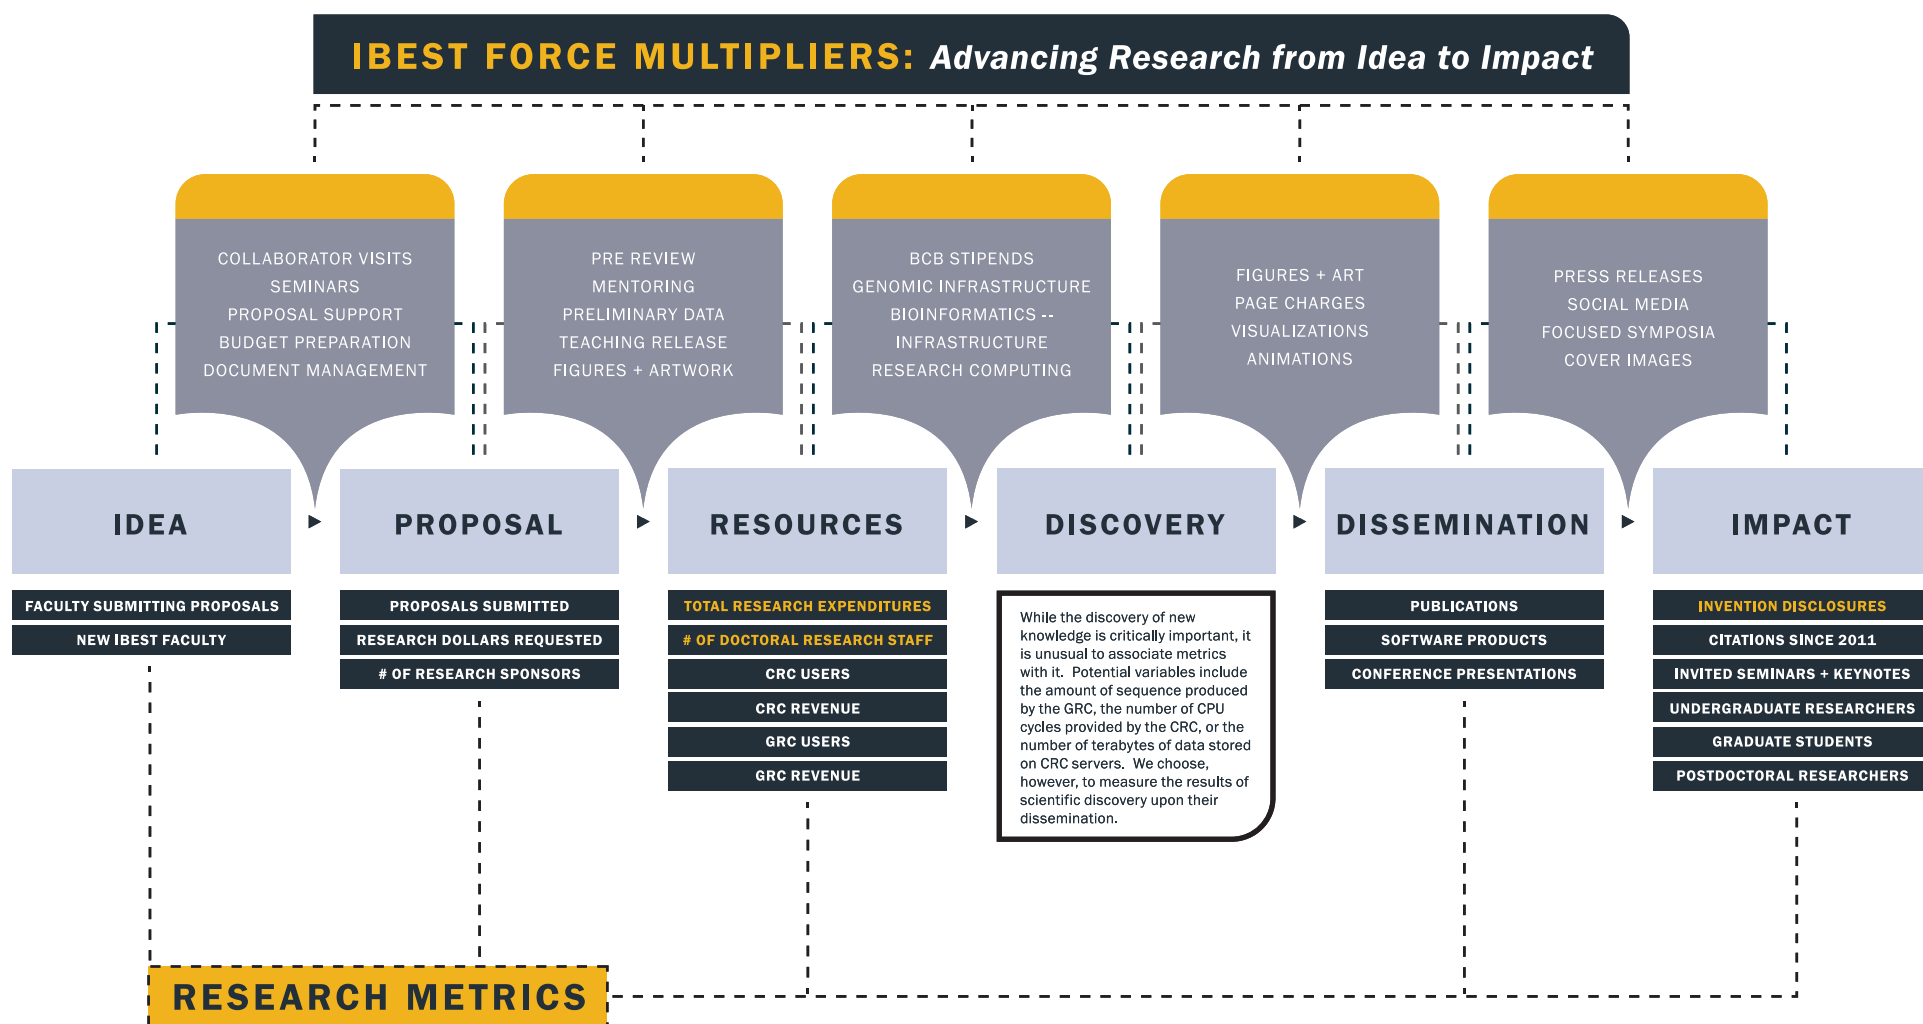 IBEST FORCE MULTIPLIERS: Advancing Research from Idea to Impact
COLLABORATOR VISITS
SEMINARS
PROPOSAL SUPPORT
BUDGET PREPARATION
DOCUMENT MANAGEMENT
PRE REVIEW
MENTORING
PRELIMINARY DATA
TEACHING RELEASE
FIGURES + ARTWORK
BCB STIPENDS
GENOMIC INFRASTRUCTURE
BIOINFORMATICS --
INFRASTRUCTURE
RESEARCH COMPUTING
FIGURES + ART
PAGE CHARGES
VISUALIZATIONS
ANIMATIONS
PRESS RELEASES
SOCIAL MEDIA
FOCUSED SYMPOSIA
COVER IMAGES
IDEA
PROPOSAL
RESOURCES
DISCOVERY
DISSEMINATION
IMPACT
FACULTY SUBMITTING PROPOSALS
NEW IBEST FACULTY
PROPOSALS SUBMITTED
RESEARCH DOLLARS REQUESTED
# OF RESEARCH SPONSORS
TOTAL RESEARCH EXPENDITURES
# OF DOCTORAL RESEARCH STAFF
CRC USERS
CRC REVENUE
GRC USERS
GRC REVENUE
While the discovery of new
knowledge is critically important, it
is unusual to associate metrics
with it. Potential variables include
the amount of sequence produced
by the GRC, the number of CPU
cycles provided by the CRC, or the
number of terabytes of data stored
on CRC servers. We choose,
however, to measure the results of
scientific discovery upon their
dissemination.
PUBLICATIONS
SOFTWARE PRODUCTS
CONFERENCE PRESENTATIONS
INVENTION DISCLOSURES
CITATIONS SINCE 2011
INVITED SEMINARS + KEYNOTES
UNDERGRADUATE RESEARCHERS
GRADUATE STUDENTS
POSTDOCTORAL RESEARCHERS
RESEARCH METRICS